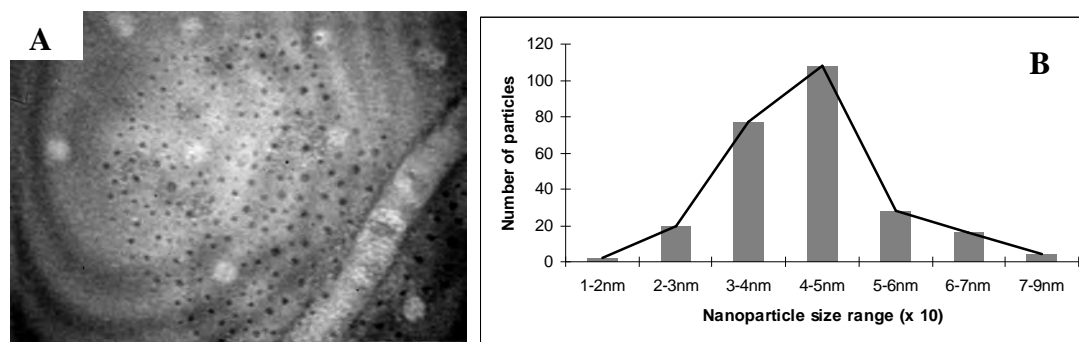 A
B
120
100
80
60
40
20
0
Number of particles
1-2nm 2-3nm 3-4nm 4-5nm 5-6nm 6-7nm 7-9nm
Nanoparticle size range (x 10)